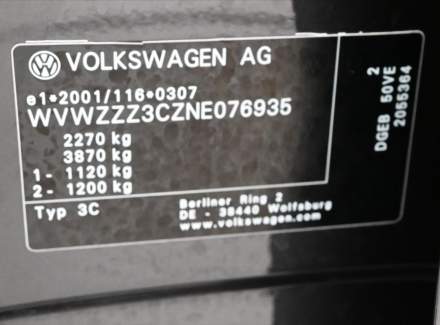 VOLKSWAGEN AG
e1*2001/116*0307
WVWZZZ3CZNE076935
2270 kg
3870 kg
1- 1120 kg
2- 1200 kg
Typ 3C
Berliner Ring 2
DE - 38440 Wolfsburg
www.volkswagen.com
DGEB 50VE 2
2055364